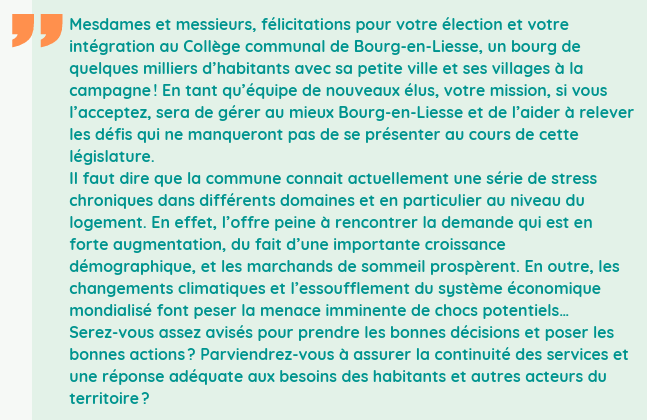 Mesdames et messieurs, félicitations pour votre élection et votre
intégration au Collège communal de Bourg-en-Liesse, un bourg de
quelques milliers d’habitants avec sa petite ville et ses villages à la
campagne ! En tant qu’équipe de nouveaux élus, votre mission, si vous
l’acceptez, sera de gérer au mieux Bourg-en-Liesse et de l’aider à relever
les défis qui ne manqueront pas de se présenter au cours de cette
législature.
Il faut dire que la commune connait actuellement une série de stress
chroniques dans différents domaines et en particulier au niveau du
logement. En effet, l’offre peine à rencontrer la demande qui est en
forte augmentation, du fait d’une importante croissance
démographique, et les marchands de sommeil prospèrent. En outre, les
changements climatiques et l’essoufflement du système économique
mondialisé font peser la menace imminente de chocs potentiels…
Serez-vous assez avisés pour prendre les bonnes décisions et poser les
bonnes actions ? Parviendrez-vous à assurer la continuité des services et
une réponse adéquate aux besoins des habitants et autres acteurs du
territoire ?